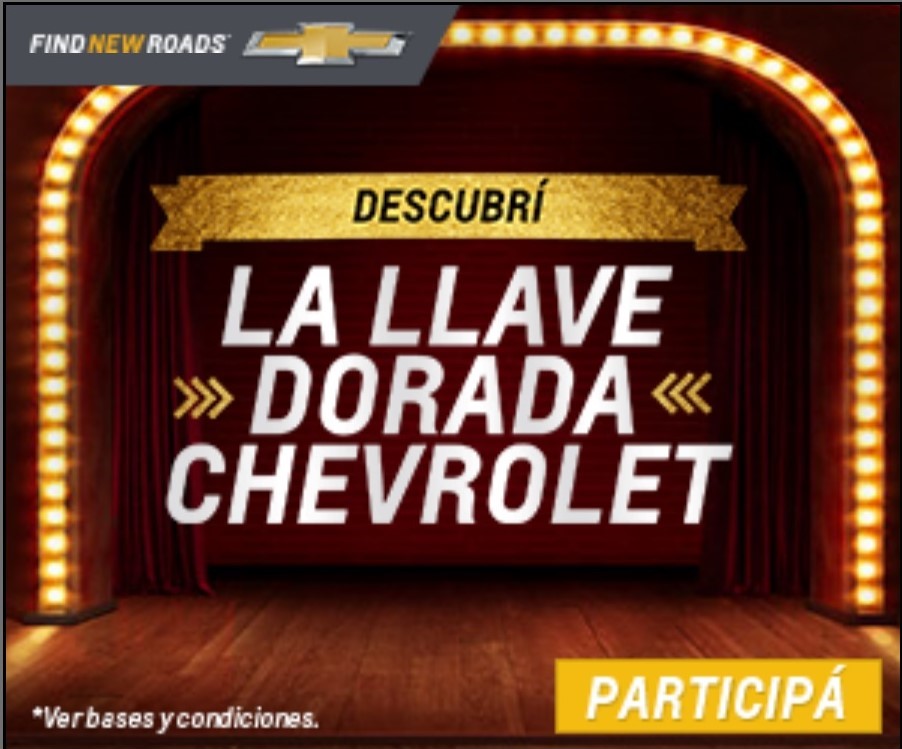 FIND NEW ROADS
DESCUBRÍ
LA LLAVE
DORADA
CHEVROLET
PARTICIPÁ
*Ver bases y condiciones.